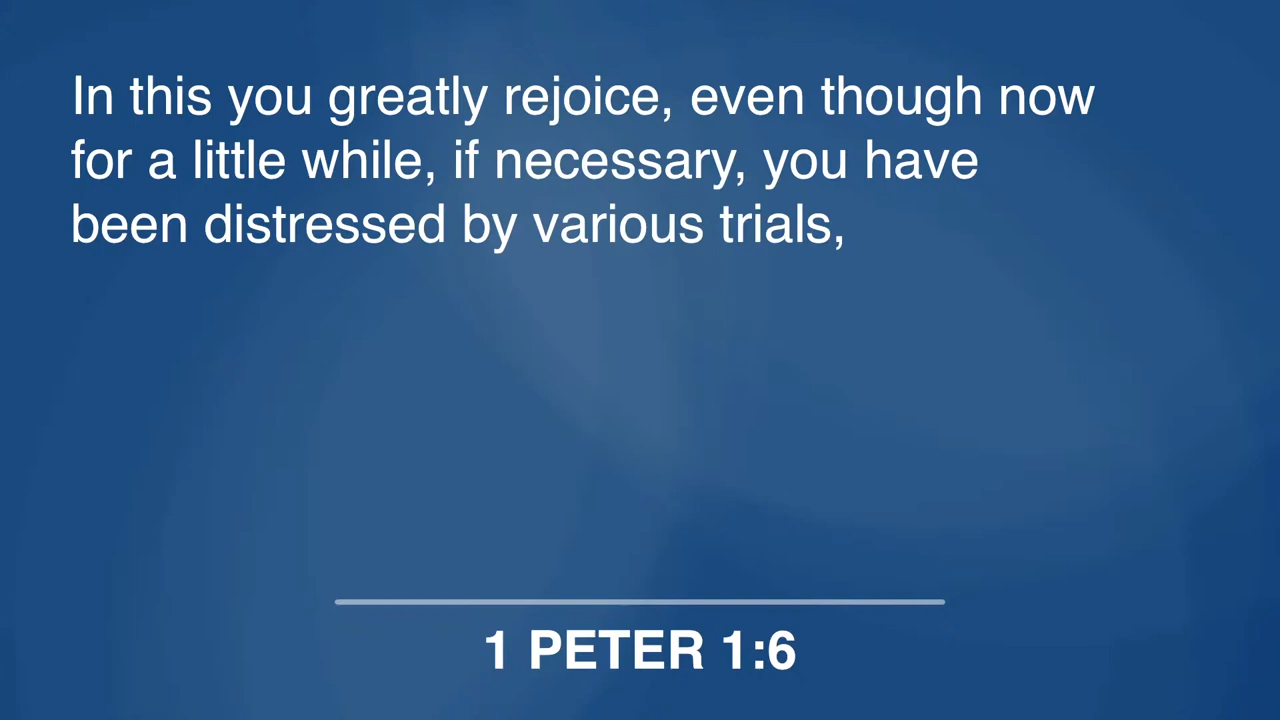 In this you greatly rejoice, even though now
for a little while, if necessary, you have
been distressed by various trials,
1 PETER 1:6